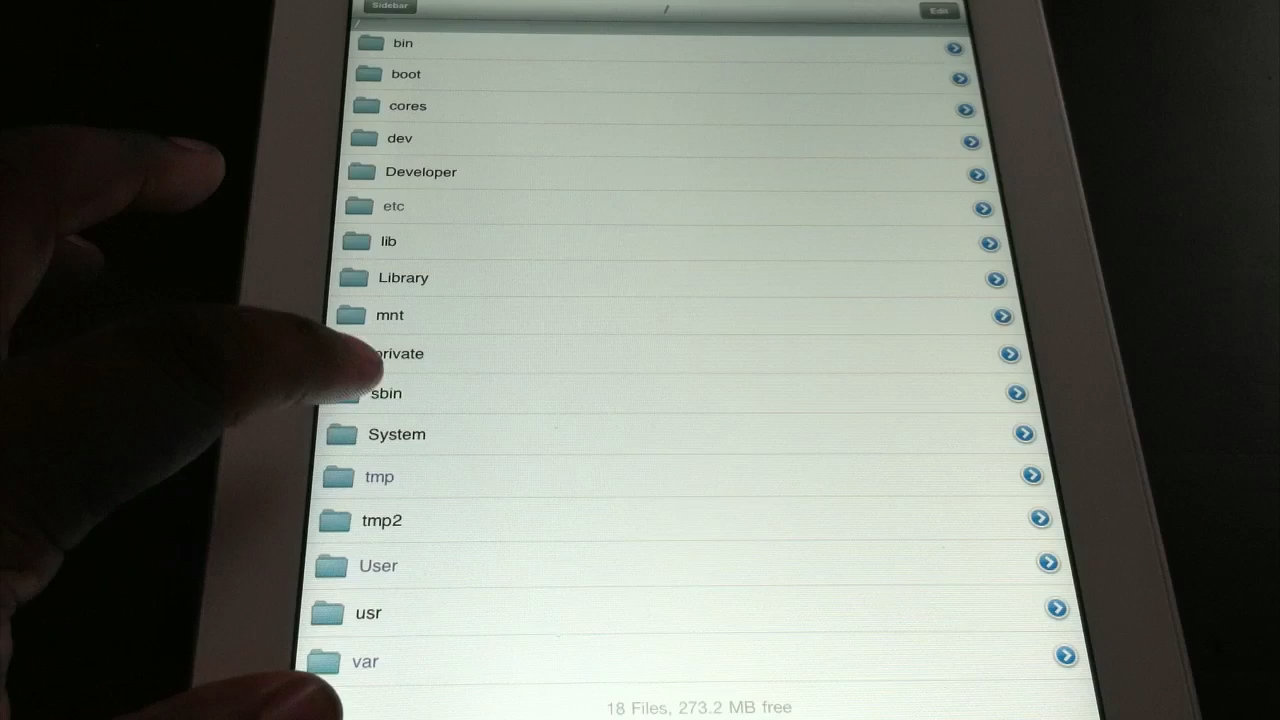 Sidebar / Edit
/
bin
boot
cores
dev
Developer
etc
lib
Library
mnt
private
sbin
System
tmp
tmp2
User
usr
var
18 Files, 273.2 MB free